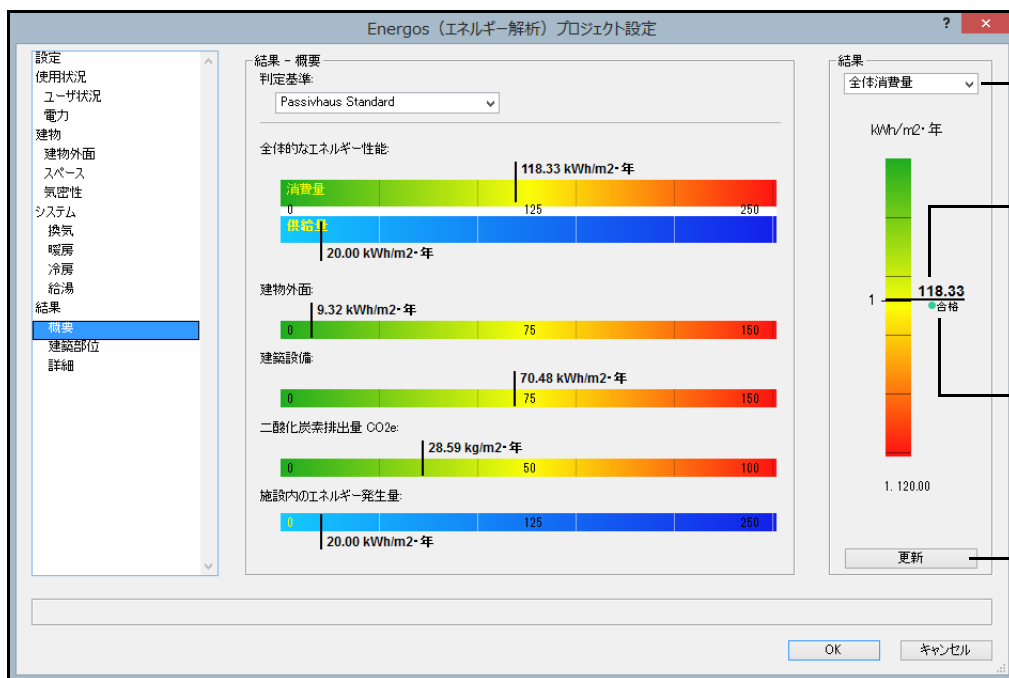 Energos（エネルギー解析）プロジェクト設定
?
×
設定
使用状況
ユーザ状況
電力
建物
建物外面
スペース
気密性
システム
換気
暖房
冷房
給湯
結果
概要
建築部位
詳細
結果 - 概要
判定基準:
Passivhaus Standard
全体的なエネルギー性能:
118.33 kWh/m2･年
消費量
0 125 250
供給量
20.00 kWh/m2･年
建物外面:
9.32 kWh/m2･年
0 75 150
建築設備:
70.48 kWh/m2･年
0 75 150
二酸化炭素排出量 CO2e:
28.59 kg/m2･年
0 50 100
施設内のエネルギー発生量:
0 125 250
20.00 kWh/m2･年
結果
全体消費量
kWh/m2･年
1 118.33
合格
1. 120.00
更新
OK キャンセル